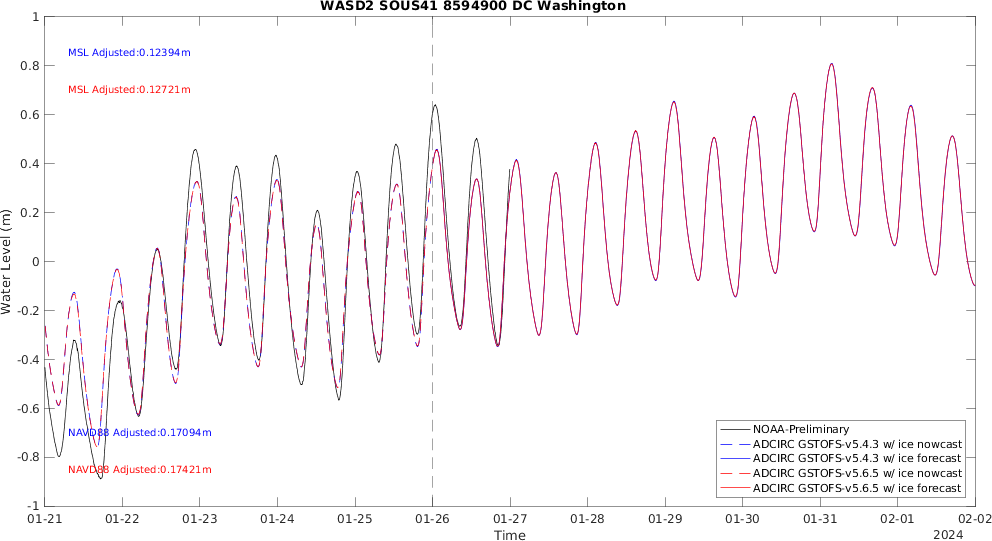 WASD2 SOUS41 8594900 DC Washington
MSL Adjusted:0.12394m
MSL Adjusted:0.12721m
NAVD88 Adjusted:0.17094m
NAVD88 Adjusted:0.17421m
Water Level (m)
1
0.8
0.6
0.4
0.2
0
-0.2
-0.4
-0.6
-0.8
-1
NOAA-Preliminary
ADCIRC GSTOFS-v5.4.3 w/ ice nowcast
ADCIRC GSTOFS-v5.4.3 w/ ice forecast
ADCIRC GSTOFS-v5.6.5 w/ ice nowcast
ADCIRC GSTOFS-v5.6.5 w/ ice forecast
01-21 01-22 01-23 01-24 01-25 01-26 01-27 01-28 01-29 01-30 01-31 02-01 02-02
Time
2024